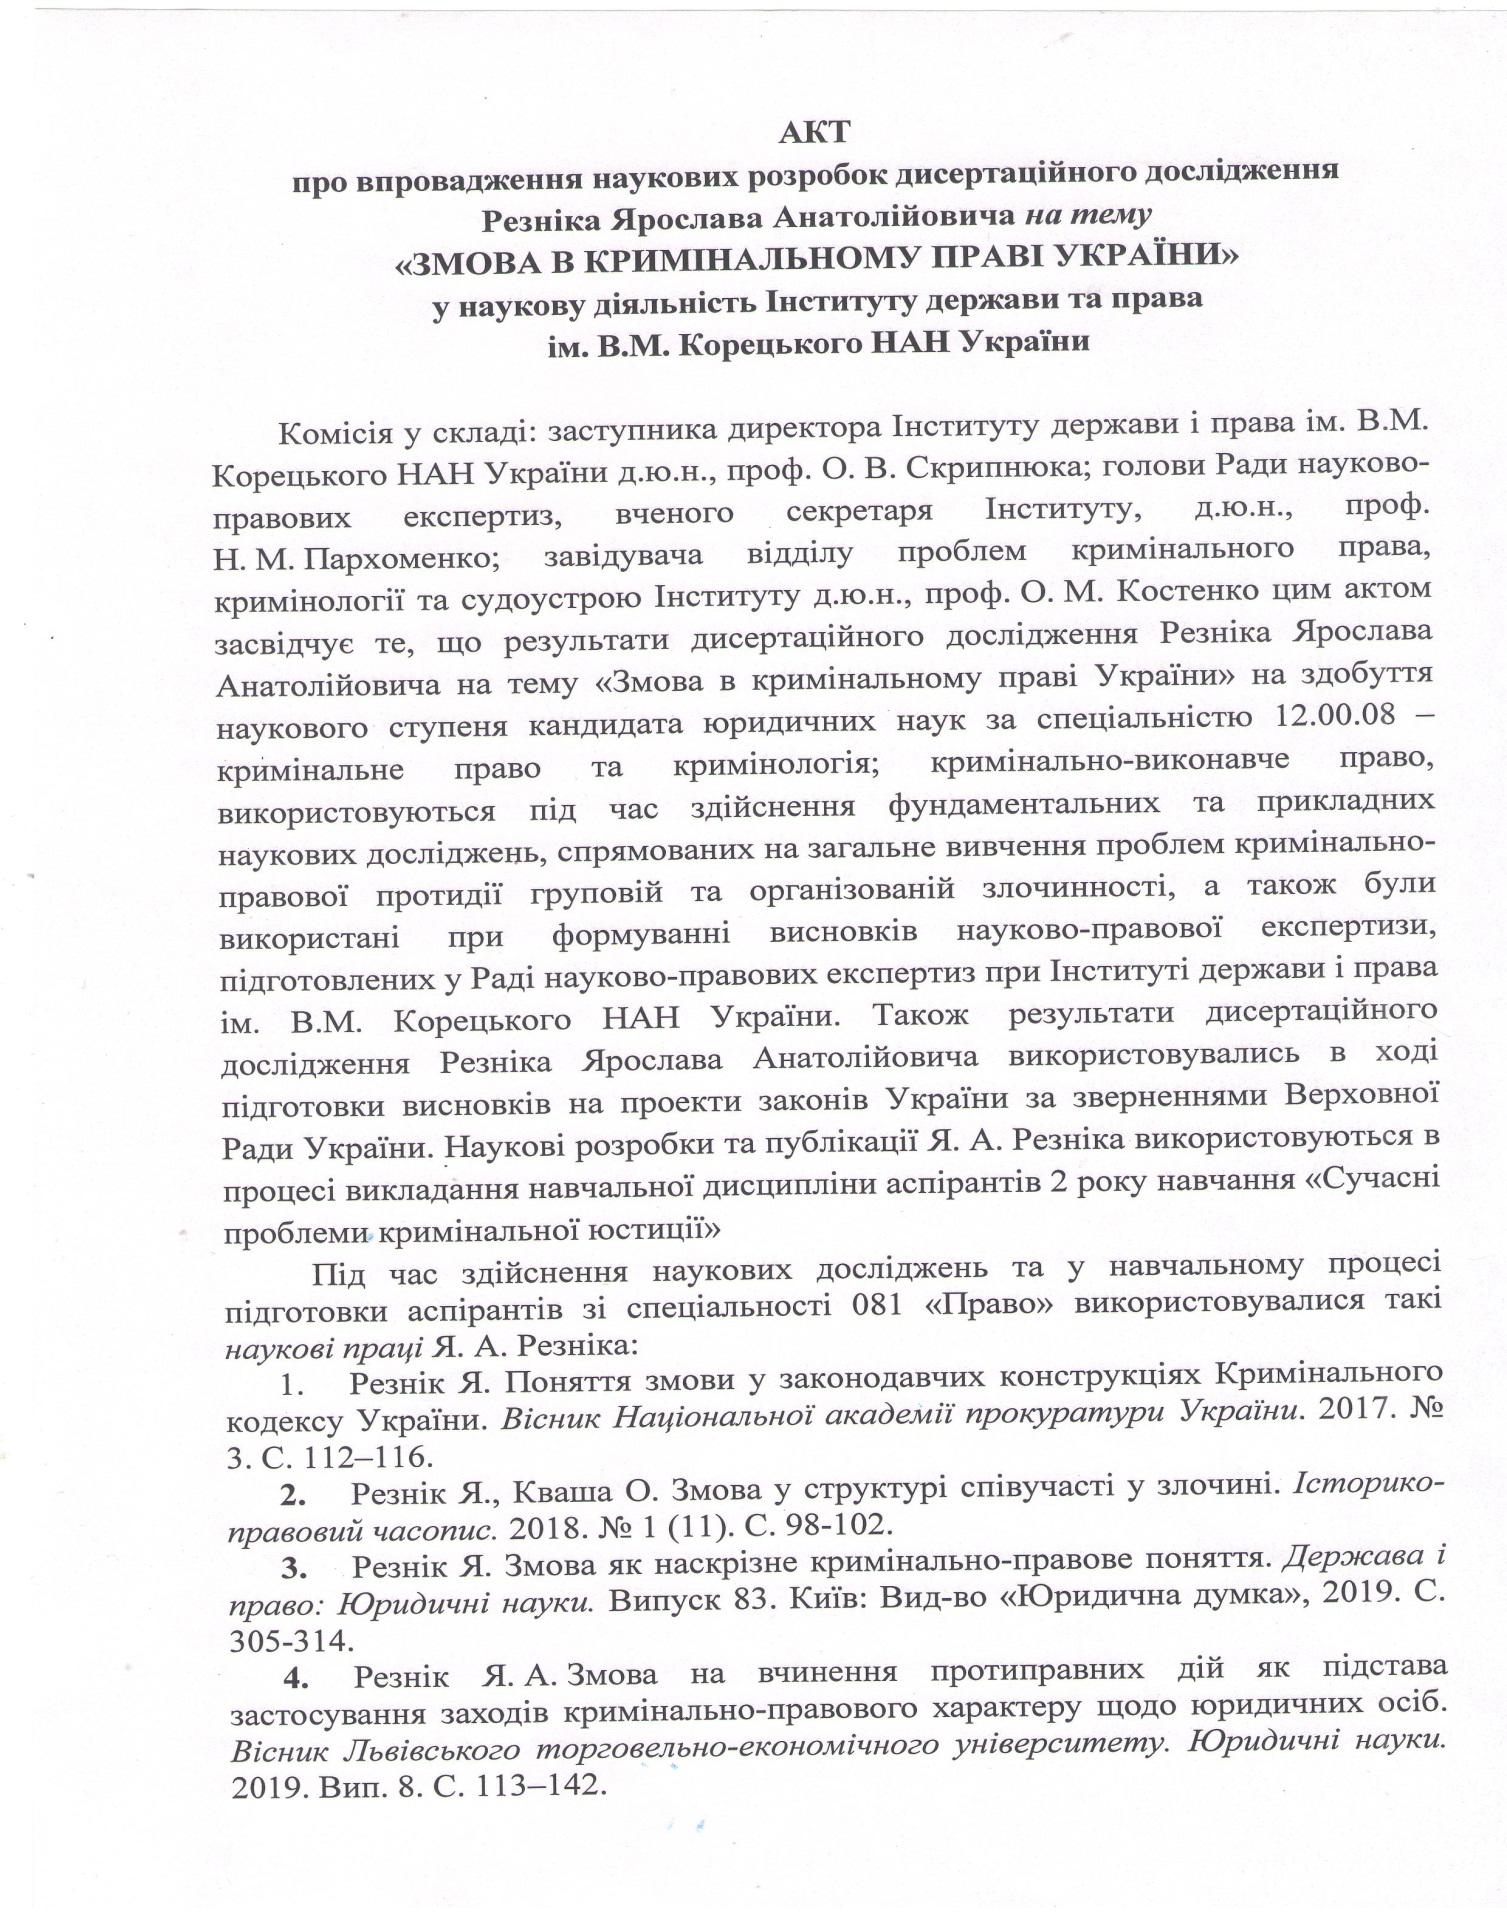 АКТ
про впровадження наукових розробок дисертаційного дослідження
Резніка Ярослава Анатолійовича на тему
«ЗМОВА В КРИМІНАЛЬНОМУ ПРАВІ УКРАЇНИ»
у наукову діяльність Інституту держави та права
ім. В.М. Корецького НАН України
Комісія у складі: заступника директора Інституту держави і права ім. В.М.
Корецького НАН України д.ю.н., проф. О. В. Скрипнюка; голови Ради науково-
правових експертиз, вченого секретаря Інституту, д.ю.н., проф.
Н. М. Пархоменко; завідувача відділу проблем кримінального права,
кримінології та судоустрою Інституту д.ю.н., проф. О. М. Костенко цим актом
засвідчує те, що результати дисертаційного дослідження Резніка Ярослава
Анатолійовича на тему «Змова в кримінальному праві України» на здобуття
наукового ступеня кандидата юридичних наук за спеціальністю 12.00.08 –
кримінальне право та кримінологія; кримінально-виконавче право,
використовуються під час здійснення фундаментальних та прикладних
наукових досліджень, спрямованих на загальне вивчення проблем кримінально-
правової протидії груповій та організованій злочинності, а також були
використані при формуванні висновків науково-правової експертизи,
підготовлених у Раді науково-правових експертиз при Інституті держави і права
ім. В.М. Корецького НАН України. Також результати дисертаційного
дослідження Резніка Ярослава Анатолійовича використовувались в ході
підготовки висновків на проекти законів України за зверненнями Верховної
Ради України. Наукові розробки та публікації Я. А. Резніка використовуються в
процесі викладання навчальної дисципліни аспірантів 2 року навчання «Сучасні
проблеми кримінальної юстиції»
Під час здійснення наукових досліджень та у навчальному процесі
підготовки аспірантів зі спеціальності 081 «Право» використовувалися такі
наукові праці Я. А. Резніка:
1. Резнік Я. Поняття змови у законодавчих конструкціях Кримінального
кодексу України. Вісник Національної академії прокуратури України. 2017. №
3. С. 112–116.
2. Резнік Я., Кваша О. Змова у структурі співучасті у злочині. Історико-
правовий часопис. 2018. № 1 (11). С. 98-102.
3. Резнік Я. Змова як наскрізне кримінально-правове поняття. Держава і
право: Юридичні науки. Випуск 83. Київ: Вид-во «Юридична думка», 2019. С.
305-314.
4. Резнік Я. А. Змова на вчинення протиправних дій як підстава
застосування заходів кримінально-правового характеру щодо юридичних осіб.
Вісник Львівського торговельно-економічного університету. Юридичні науки.
2019. Вип. 8. С. 113–142.